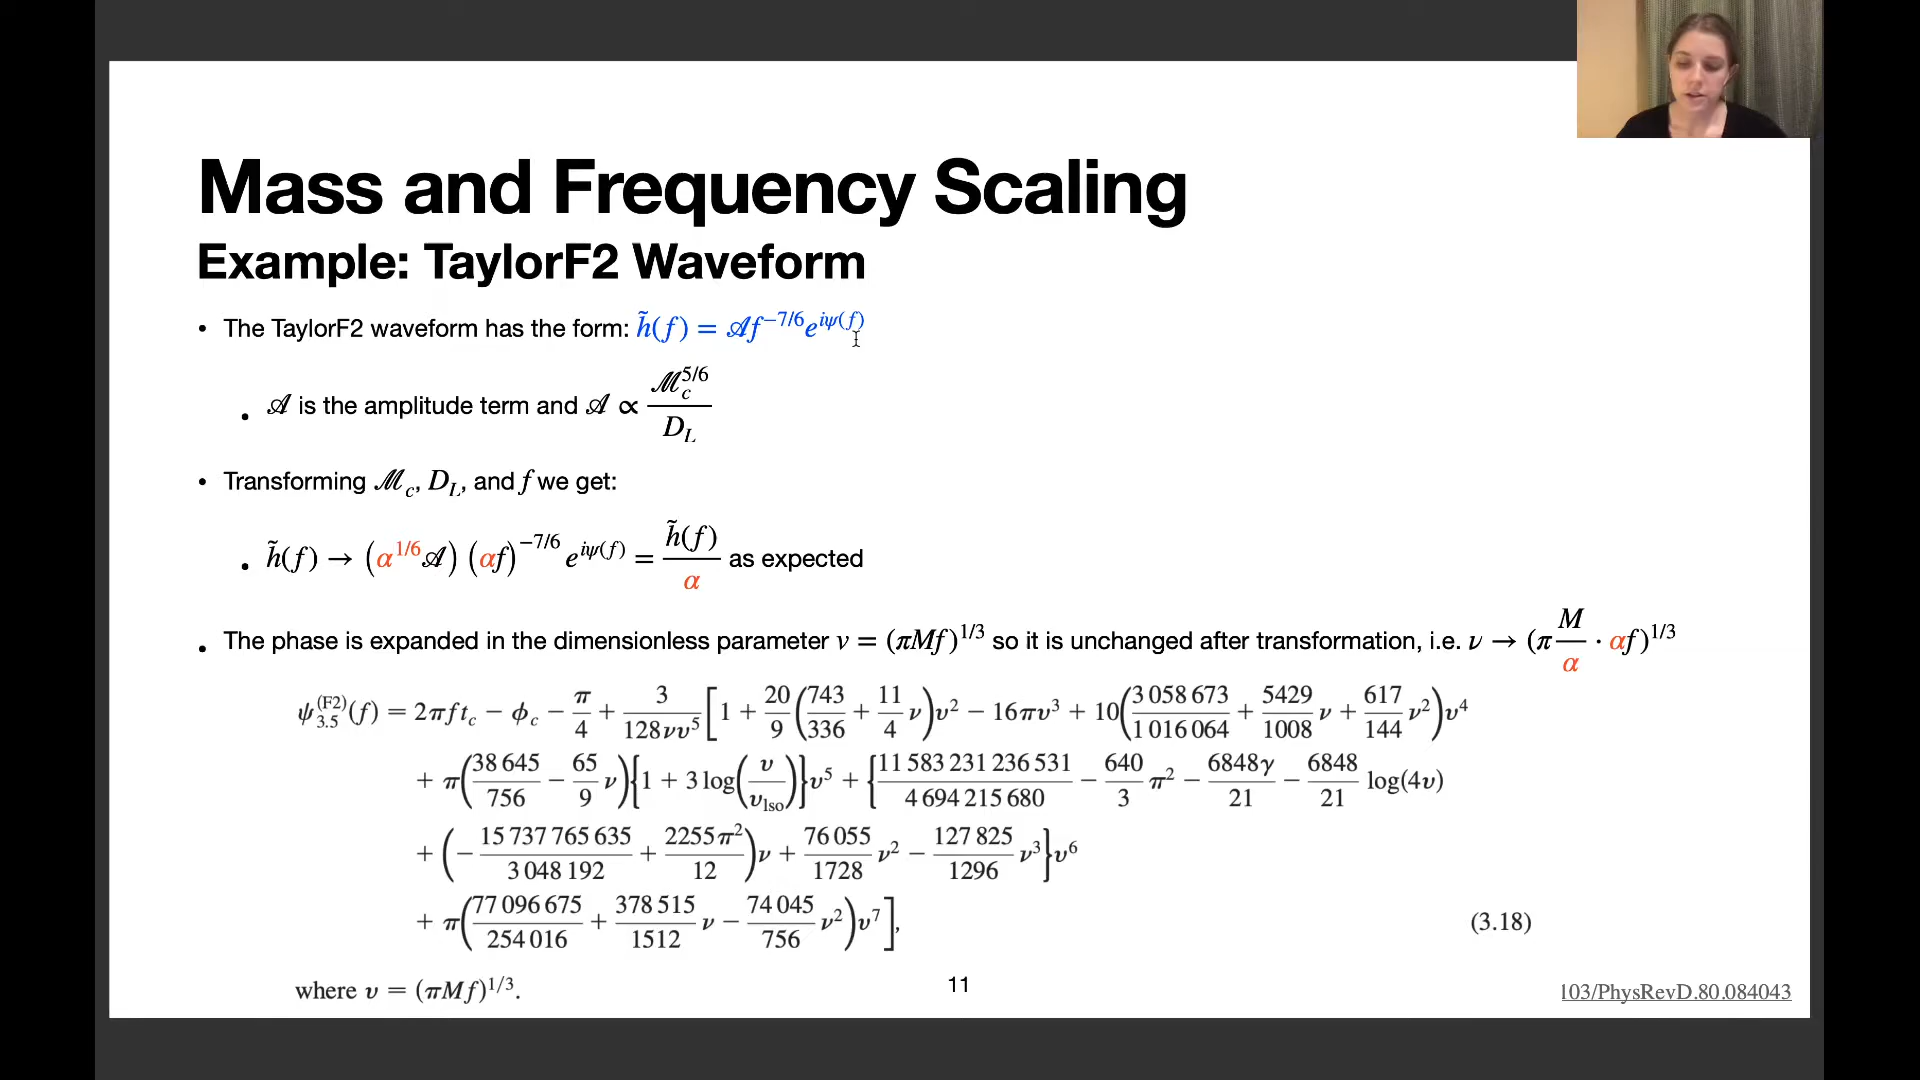 Mass and Frequency Scaling
Example: TaylorF2 Waveform
• The TaylorF2 waveform has the form: h̃(f) = 𝒜f^{−7/6}e^{iψ(f)}
• 𝒜 is the amplitude term and 𝒜 ∝ ℳ_c^{5/6} / D_L
• Transforming ℳ_c, D_L, and f we get:
• h̃(f) → (α^{1/6}𝒜) (αf)^{−7/6} e^{iψ(f)} = h̃(f)/α as expected
• The phase is expanded in the dimensionless parameter v = (πMf)^{1/3} so it is unchanged after transformation, i.e. ν → (π M/α · αf)^{1/3}
ψ_{3.5}^{(F2)}(f) = 2πft_c − ϕ_c − π/4 + 3/(128νυ^5) [1 + 20/9 (743/336 + 11/4 ν)υ^2 − 16πυ^3 + 10(3 058 673/1 016 064 + 5429/1008 ν + 617/144 ν^2)υ^4
+ π(38 645/756 − 65/9 ν){1 + 3 log(υ/υ_lso)}υ^5 + {11 583 231 236 531/4 694 215 680 − 640/3 π^2 − 6848γ/21 − 6848/21 log(4υ)
+ (−15 737 765 635/3 048 192 + 2255π^2/12)ν + 76 055/1728 ν^2 − 127 825/1296 ν^3}υ^6
+ π(77 096 675/254 016 + 378 515/1512 ν − 74 045/756 ν^2)υ^7], (3.18)
where υ = (πMf)^{1/3}.
11
103/PhysRevD.80.084043